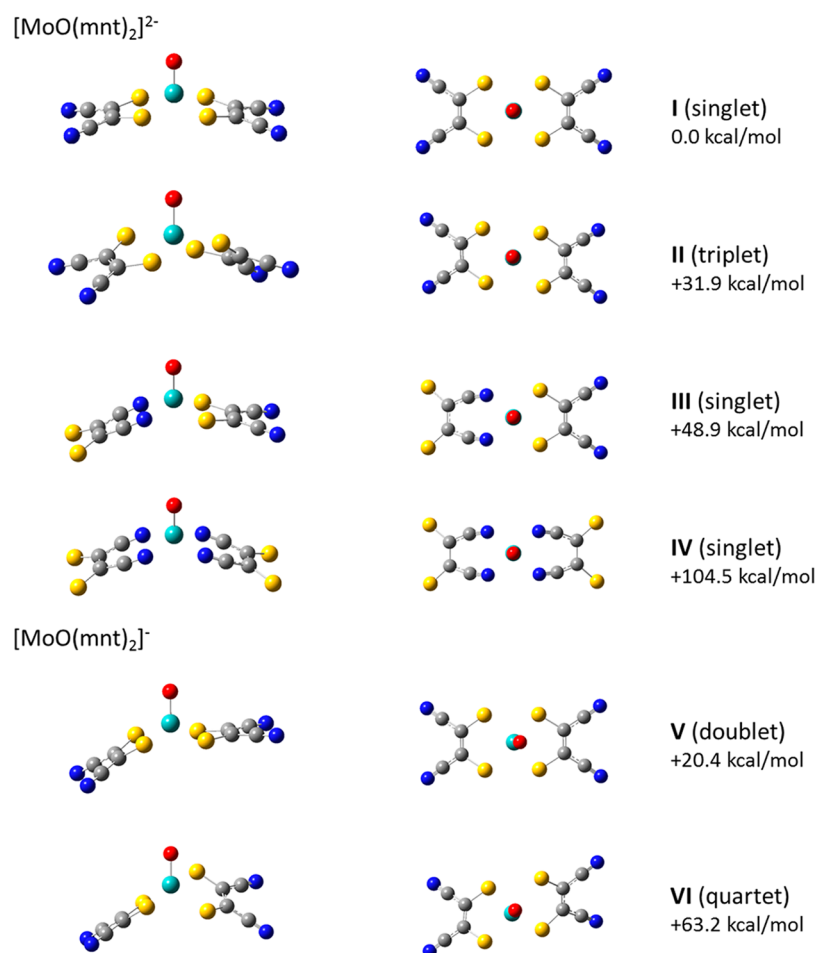 [MoO(mnt)₂]²⁻
I (singlet)
0.0 kcal/mol
II (triplet)
+31.9 kcal/mol
III (singlet)
+48.9 kcal/mol
IV (singlet)
+104.5 kcal/mol
[MoO(mnt)₂]⁻
V (doublet)
+20.4 kcal/mol
VI (quartet)
+63.2 kcal/mol